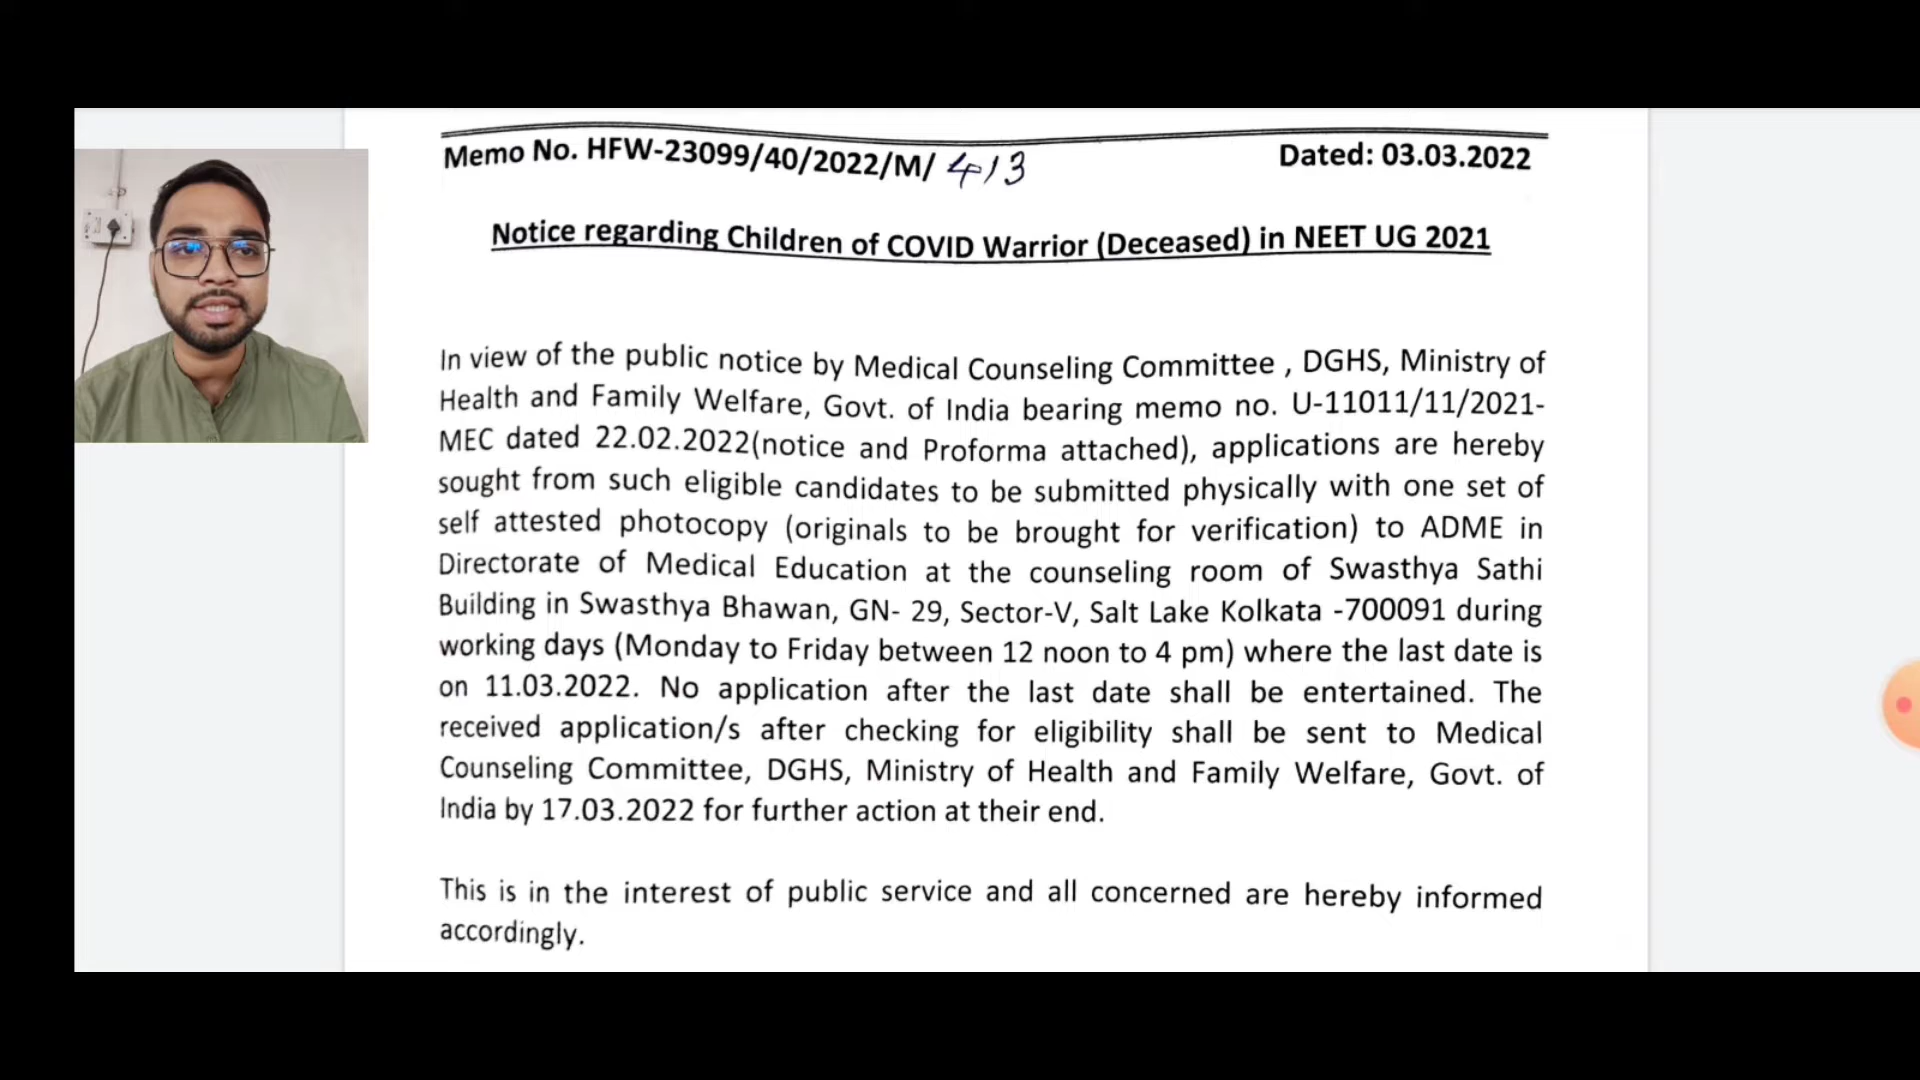 Memo No. HFW-23099/40/2022/M/ 413 Dated: 03.03.2022
Notice regarding Children of COVID Warrior (Deceased) in NEET UG 2021
In view of the public notice by Medical Counseling Committee , DGHS, Ministry of
Health and Family Welfare, Govt. of India bearing memo no. U-11011/11/2021-
MEC dated 22.02.2022(notice and Proforma attached), applications are hereby
sought from such eligible candidates to be submitted physically with one set of
self attested photocopy (originals to be brought for verification) to ADME in
Directorate of Medical Education at the counseling room of Swasthya Sathi
Building in Swasthya Bhawan, GN- 29, Sector-V, Salt Lake Kolkata -700091 during
working days (Monday to Friday between 12 noon to 4 pm) where the last date is
on 11.03.2022. No application after the last date shall be entertained. The
received application/s after checking for eligibility shall be sent to Medical
Counseling Committee, DGHS, Ministry of Health and Family Welfare, Govt. of
India by 17.03.2022 for further action at their end.
This is in the interest of public service and all concerned are hereby informed
accordingly.